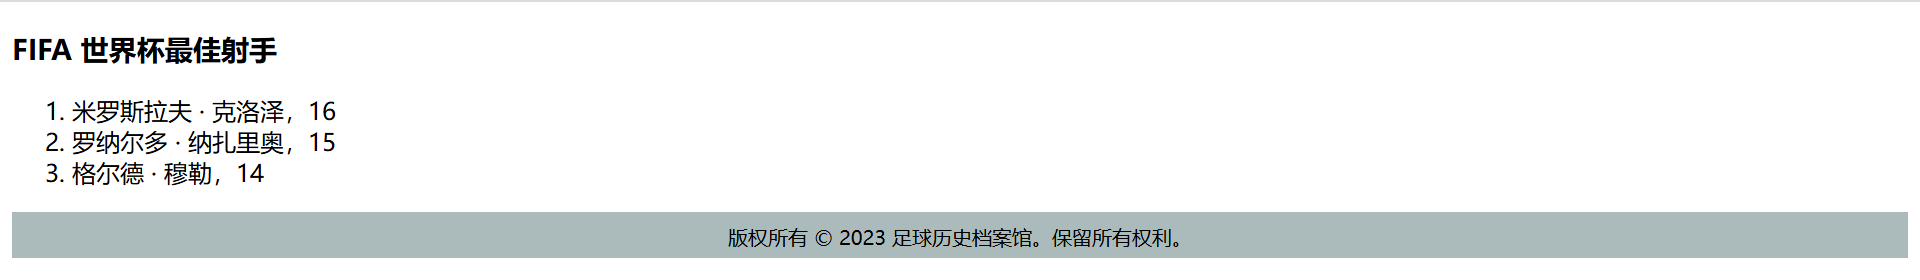 FIFA 世界杯最佳射手
1. 米罗斯拉夫 · 克洛泽，16
2. 罗纳尔多 · 纳扎里奥，15
3. 格尔德 · 穆勒，14
版权所有 © 2023 足球历史档案馆。保留所有权利。